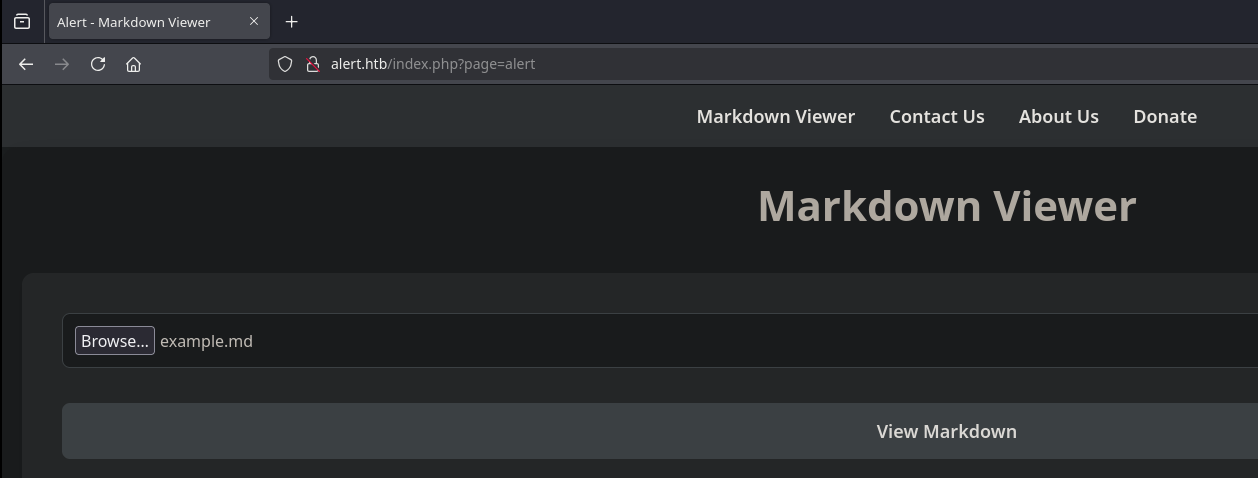 Alert - Markdown Viewer
alert.htb/index.php?page=alert
Markdown Viewer Contact Us About Us Donate
Markdown Viewer
Browse... example.md
View Markdown